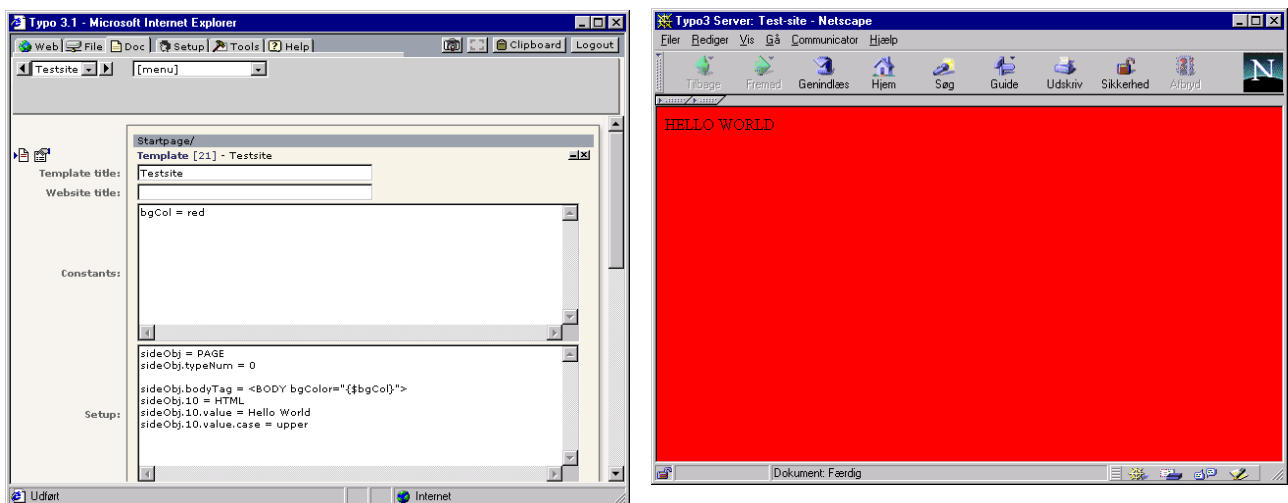 Typo 3.1 - Microsoft Internet Explorer
Web File Doc Setup Tools Help Clipboard Logout
Testsite [menu]
Startpage/
Template [21] - Testsite
Template title: Testsite
Website title:
Constants:
bgCol = red
Setup:
sideObj = PAGE
sideObj.typeNum = 0
sideObj.bodyTag = <BODY bgColor="{$bgCol}">
sideObj.10 = HTML
sideObj.10.value = Hello World
sideObj.10.value.case = upper
Udført Internet
Typo3 Server: Test-site - Netscape
Filer Rediger Vis Gå Communicator Hjælp
Tilbage Fremad Genindlæs Hjem Søg Guide Udskriv Sikkerhed Afbryd
N
HELLO WORLD
Dokument: Færdig